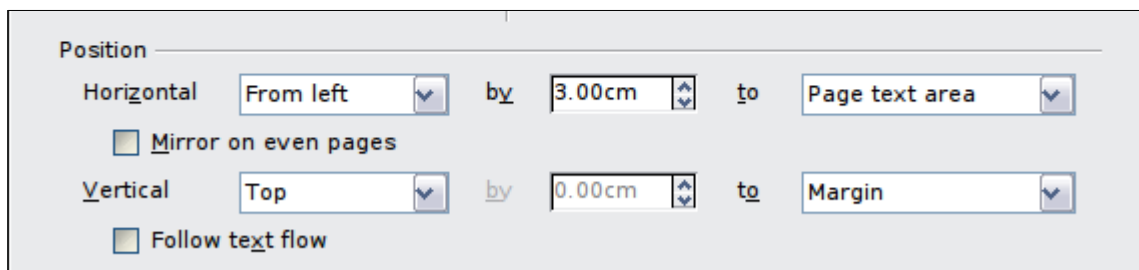 Position
Horizontal From left by 3.00cm to Page text area
Mirror on even pages
Vertical Top by 0.00cm to Margin
Follow text flow